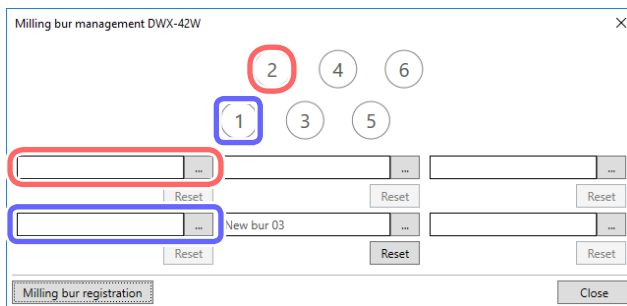 Milling bur management DWX-42W
2 4 6
1 3 5
... ... ...
Reset Reset Reset
... New bur 03 ... ...
Reset Reset Reset
Milling bur registration Close